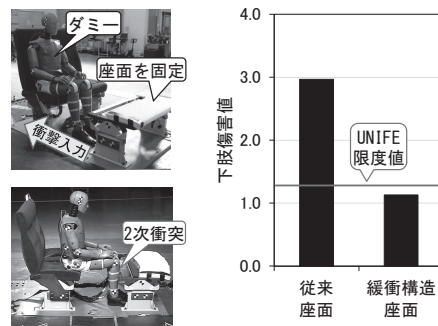 ダミー
座面を固定
衝撃入力
2次衝突
4.0
3.0
2.0
1.0
0.0
下肢傷害値
UNIFE
限度値
従来
座面
緩衝構造
座面